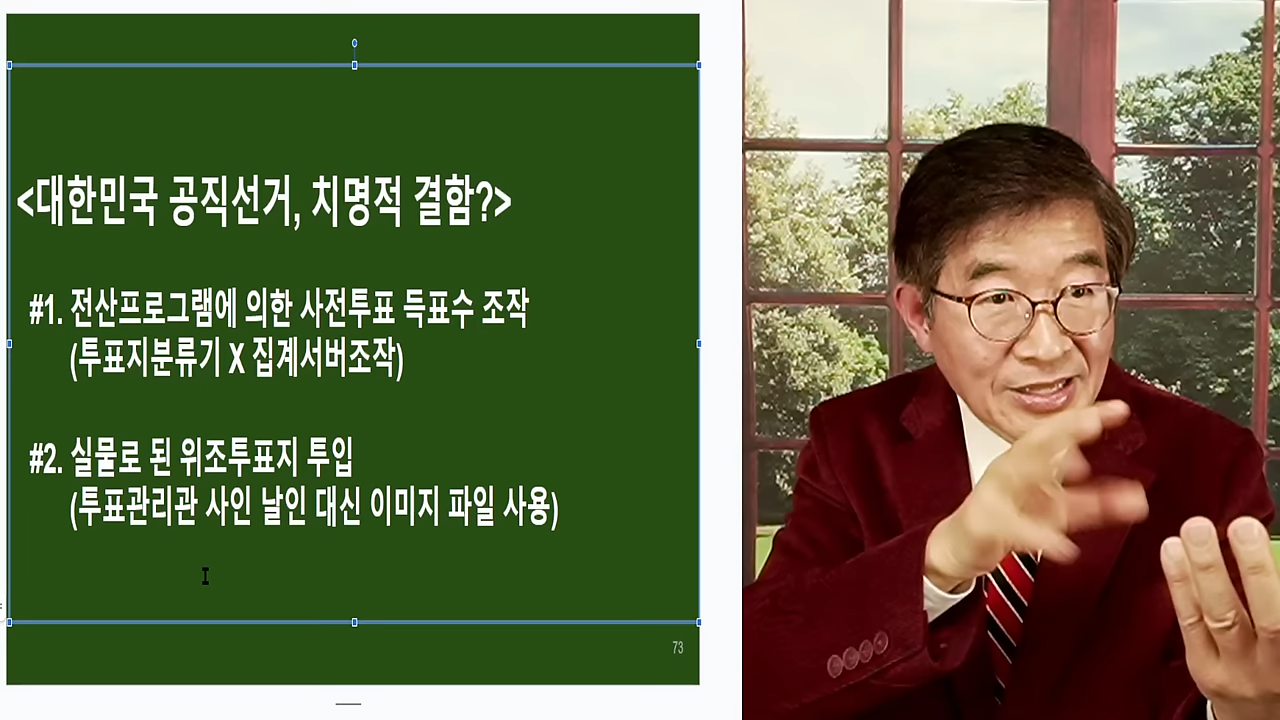 <대한민국 공직선거, 치명적 결함?>
#1. 전산프로그램에 의한 사전투표 득표수 조작
(투표지분류기 X 집계서버조작)
#2. 실물로 된 위조투표지 투입
(투표관리관 사인 날인 대신 이미지 파일 사용)
73